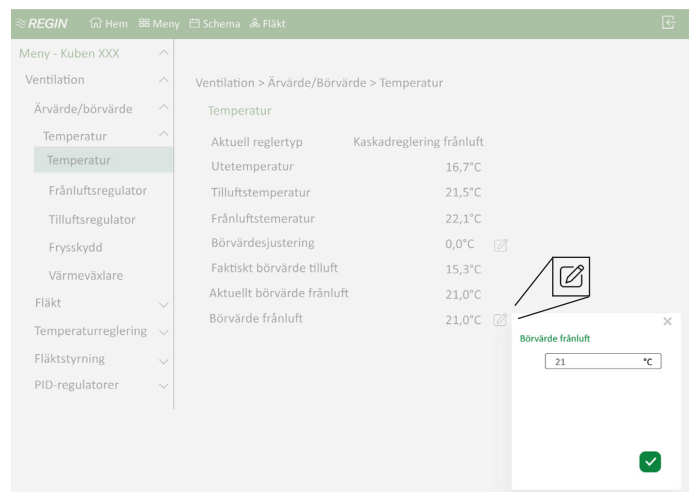 REGIN Hem Meny Schema Fläkt
Meny - Kuben XXX
Ventilation
Ärvärde/börvärde
Temperatur
Temperatur
Frånluftsregulator
Tilluftsregulator
Frysskydd
Värmeväxlare
Fläkt
Temperaturreglering
Fläktstyrning
PID-regulatorer
Ventilation > Ärvärde/Börvärde > Temperatur
Temperatur
Aktuell reglertyp Kaskadreglering frånluft
Utetemperatur 16,7°C
Tilluftstemperatur 21,5°C
Frånluftstemeratur 22,1°C
Börvärdesjustering 0,0°C
Faktiskt börvärde tilluft 15,3°C
Aktuellt börvärde frånluft 21,0°C
Börvärde frånluft 21,0°C
Börvärde frånluft
21 °C